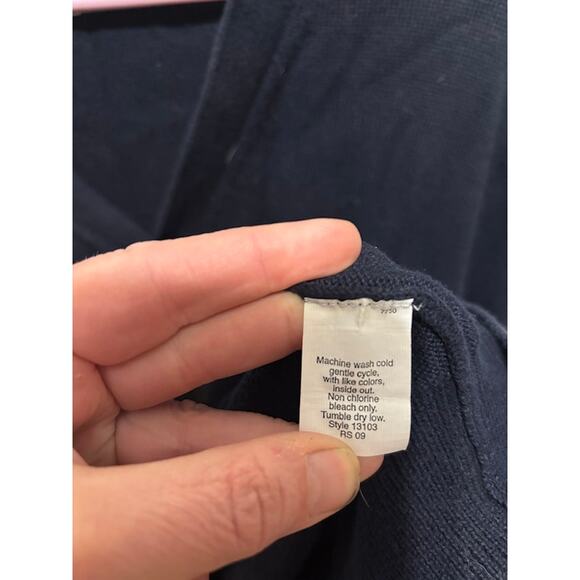 7750
Machine wash cold
gentle cycle,
with like colors,
inside out.
Non chlorine
bleach only.
Tumble dry low.
Style 13103
RS 09